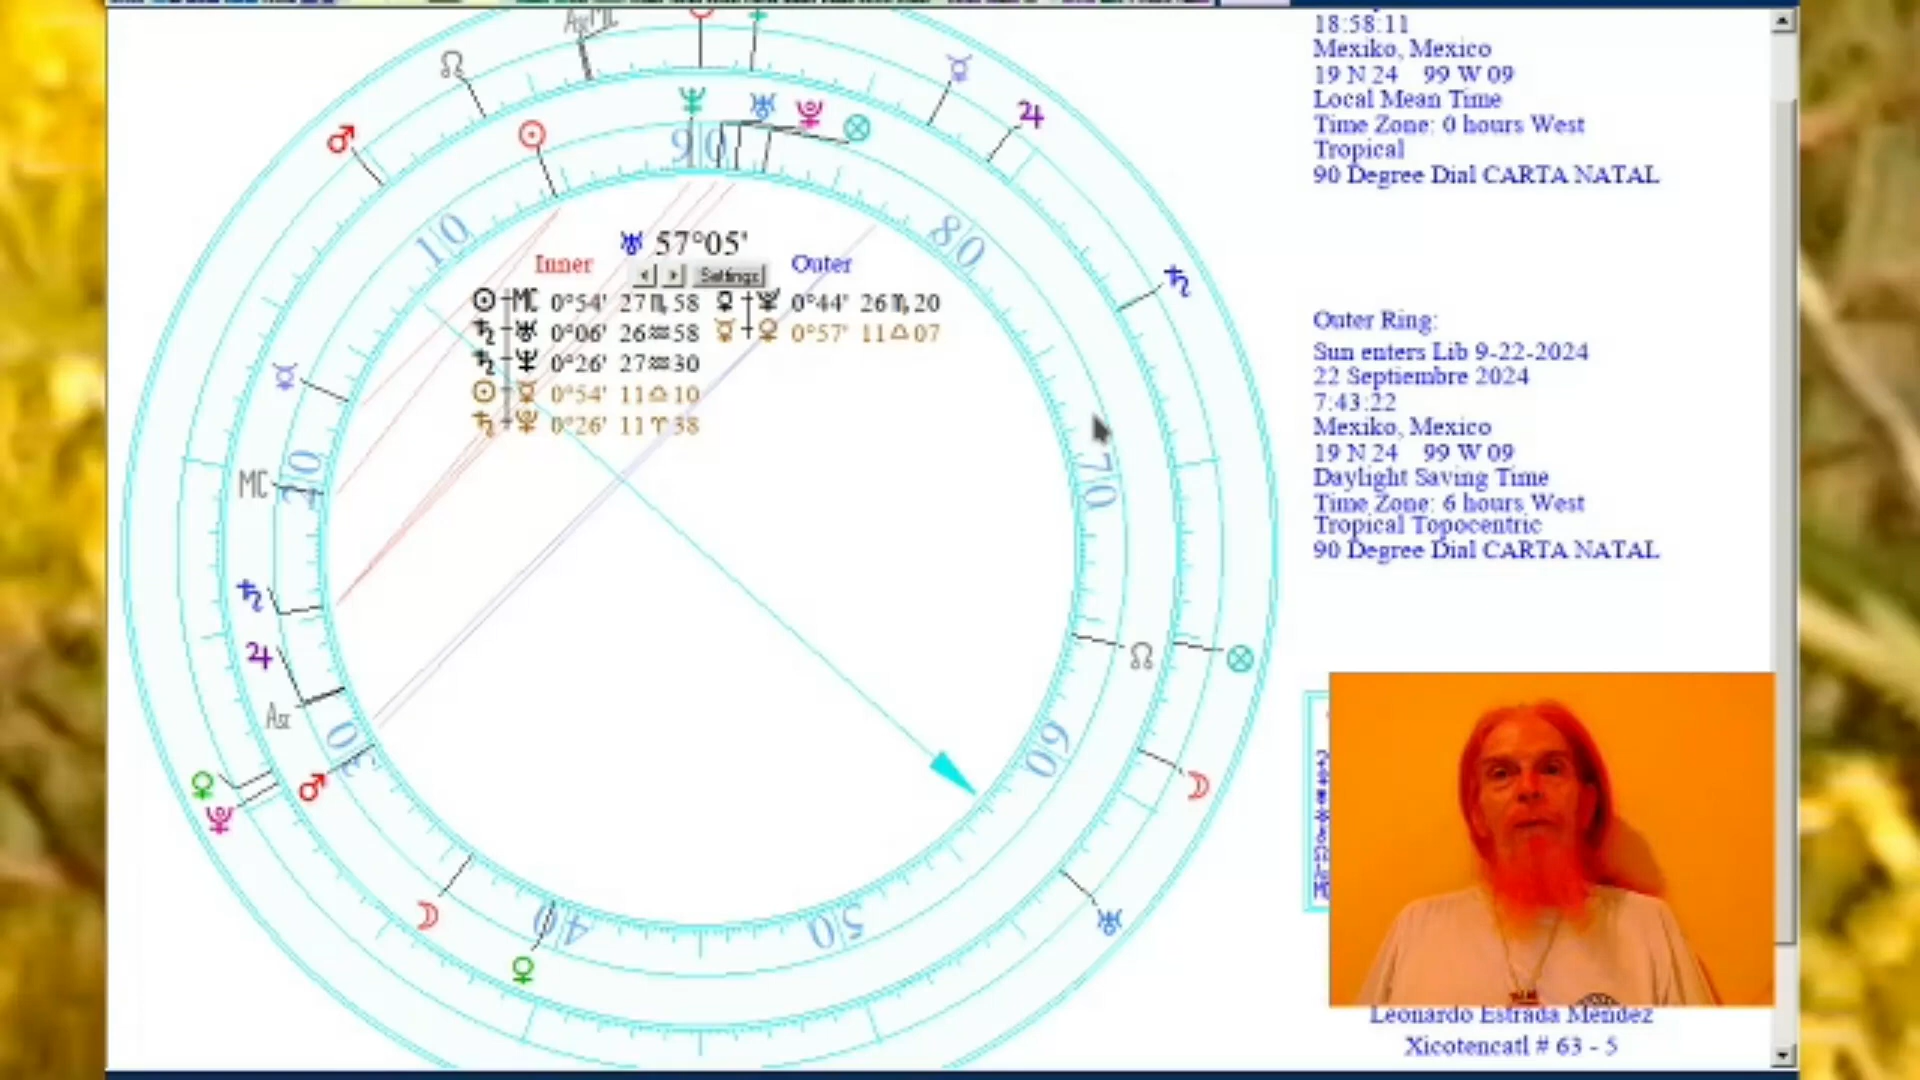 Asc MC
90
10
80
♅ 57°05'
Inner
Outer
Settings
☉ + MC 0°54' 27 ♏ 58
♀ + ♆ 0°44' 26 ♏ 20
♄ + ♅ 0°06' 26 ♒ 58
☿ + ♀ 0°57' 11 ♎ 07
♄ + ♆ 0°26' 27 ♒ 30
☉ + ☿ 0°54' 11 ♎ 10
0°26' 11 ♈ 38
MC
20
70
Asc
30
60
40
50
18:58:11
Mexiko, Mexico
19 N 24 99 W 09
Local Mean Time
Time Zone: 0 hours West
Tropical
90 Degree Dial CARTA NATAL
Outer Ring:
Sun enters Lib 9-22-2024
22 Septiembre 2024
7:43:22
Mexiko, Mexico
19 N 24 99 W 09
Daylight Saving Time
Time Zone: 6 hours West
Tropical Topocentric
90 Degree Dial CARTA NATAL
Leonardo Estrada Mendez
Xicotencatl # 63 - 5